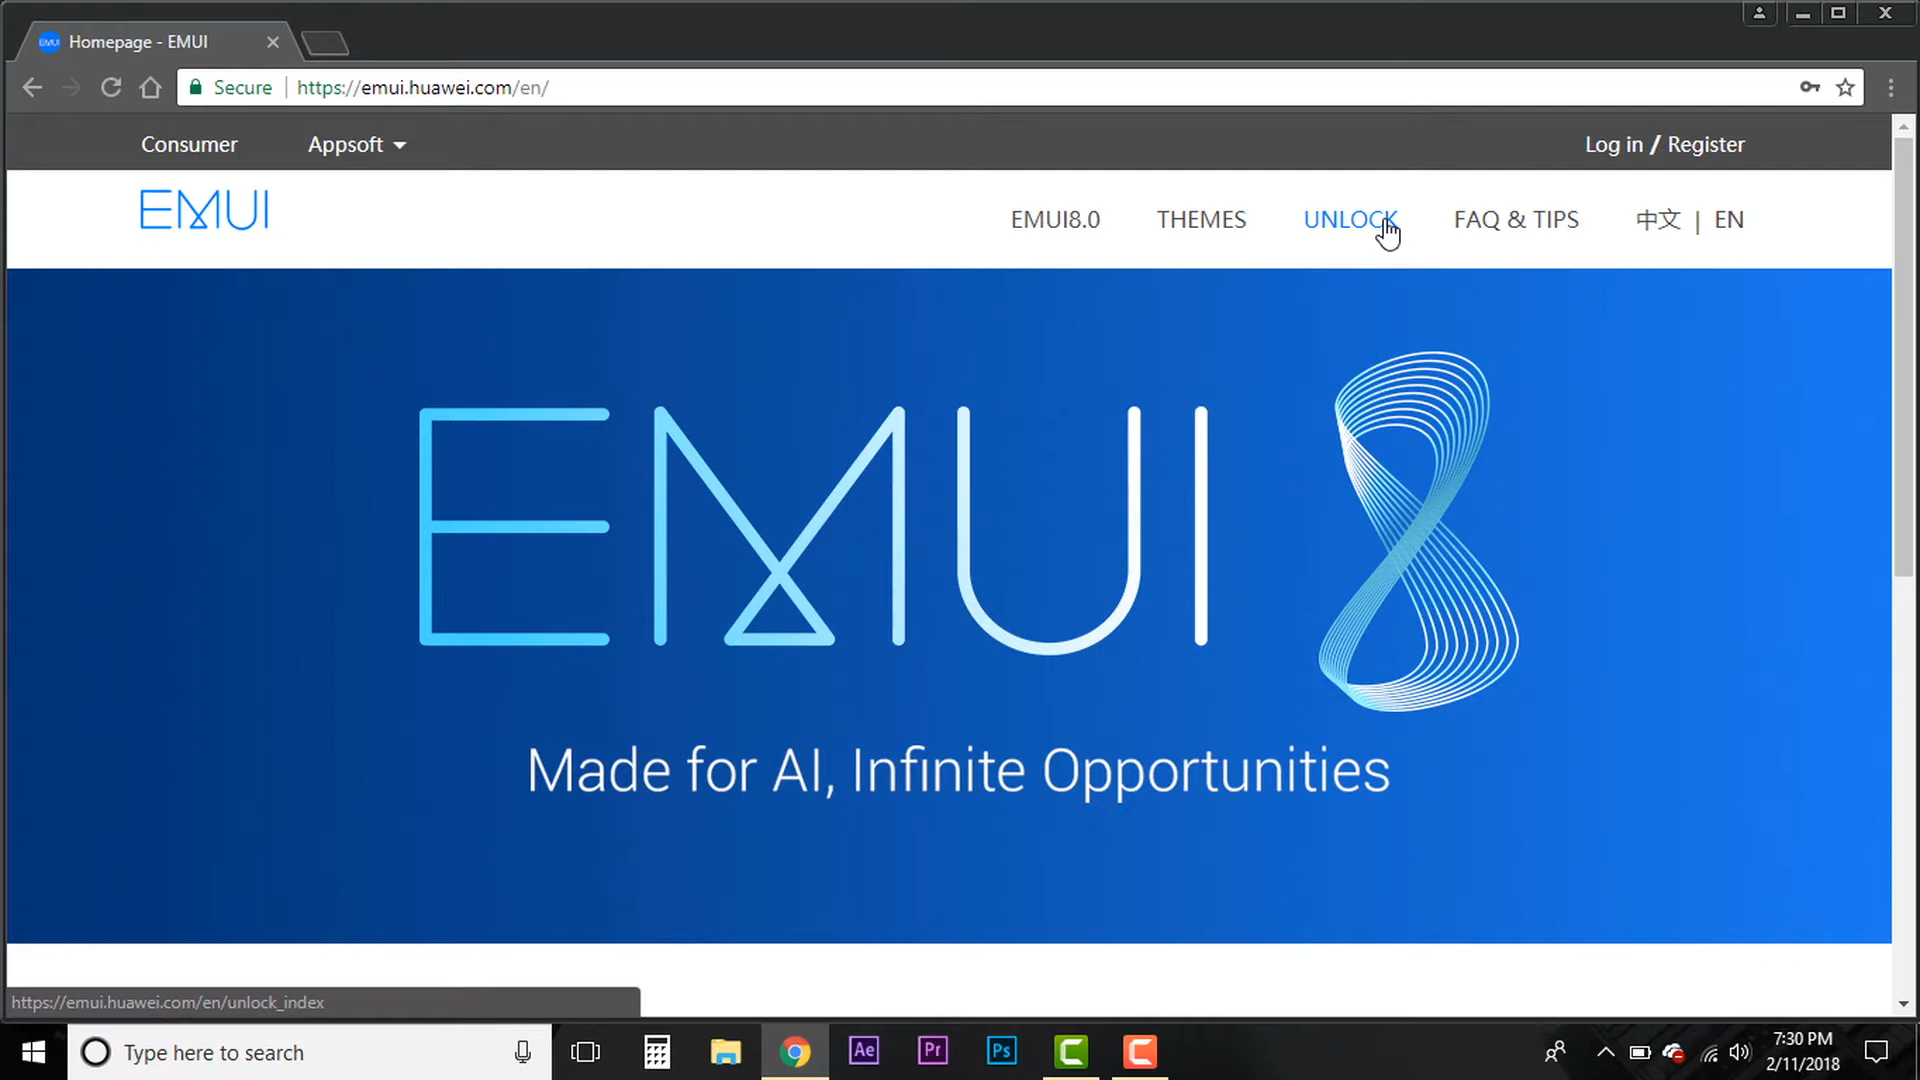 Homepage - EMUI
Secure
https://emui.huawei.com/en/
Consumer
Appsoft
Log in / Register
EMUI
EMUI8.0
THEMES
UNLOCK
FAQ & TIPS
中文 | EN
EMUI 8
Made for AI, Infinite Opportunities
https://emui.huawei.com/en/unlock_index
Type here to search
Ae
Pr
Ps
7:30 PM
2/11/2018